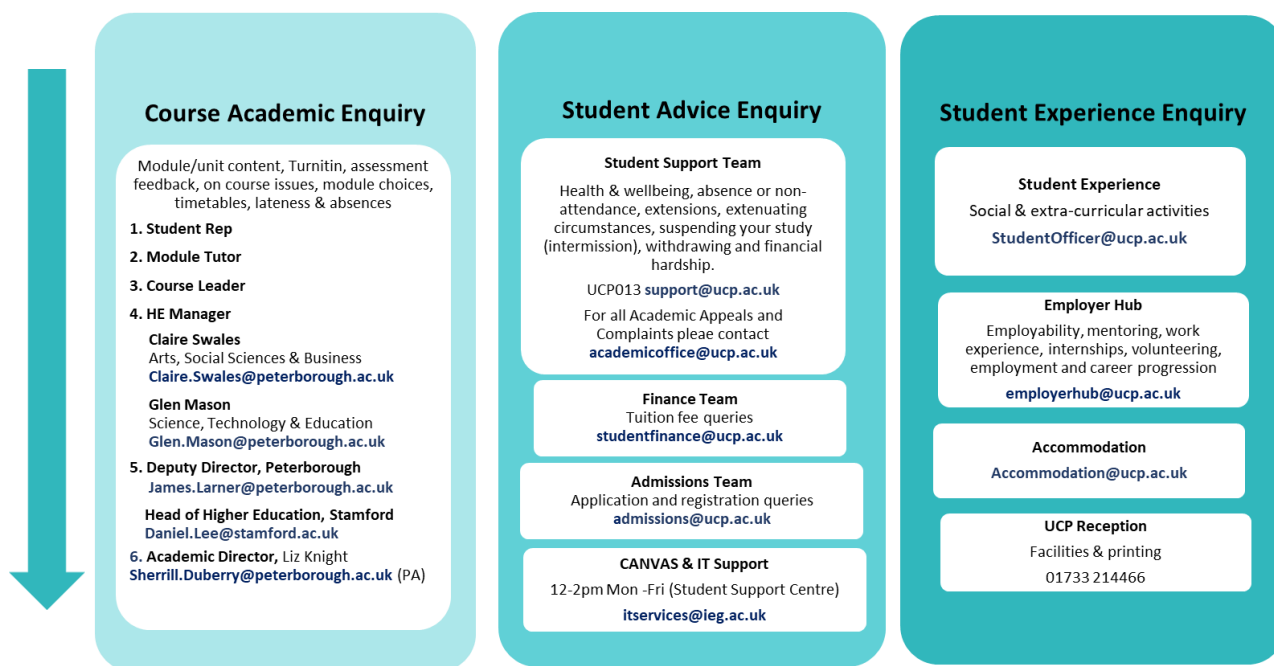 Course Academic Enquiry
Module/unit content, Turnitin, assessment
feedback, on course issues, module choices,
timetables, lateness & absences
1. Student Rep
2. Module Tutor
3. Course Leader
4. HE Manager
Claire Swales
Arts, Social Sciences & Business
Claire.Swales@peterborough.ac.uk
Glen Mason
Science, Technology & Education
Glen.Mason@peterborough.ac.uk
5. Deputy Director, Peterborough
James.Larner@peterborough.ac.uk
Head of Higher Education, Stamford
Daniel.Lee@stamford.ac.uk
6. Academic Director, Liz Knight
Sherrill.Duberry@peterborough.ac.uk (PA)
Student Advice Enquiry
Student Support Team
Health & wellbeing, absence or non-
attendance, extensions, extenuating
circumstances, suspending your study
(intermission), withdrawing and financial
hardship.
UCP013 support@ucp.ac.uk
For all Academic Appeals and
Complaints pleae contact
academicoffice@ucp.ac.uk
Finance Team
Tuition fee queries
studentfinance@ucp.ac.uk
Admissions Team
Application and registration queries
admissions@ucp.ac.uk
CANVAS & IT Support
12-2pm Mon -Fri (Student Support Centre)
itservices@ieg.ac.uk
Student Experience Enquiry
Student Experience
Social & extra-curricular activities
StudentOfficer@ucp.ac.uk
Employer Hub
Employability, mentoring, work
experience, internships, volunteering,
employment and career progression
employerhub@ucp.ac.uk
Accommodation
Accommodation@ucp.ac.uk
UCP Reception
Facilities & printing
01733 214466